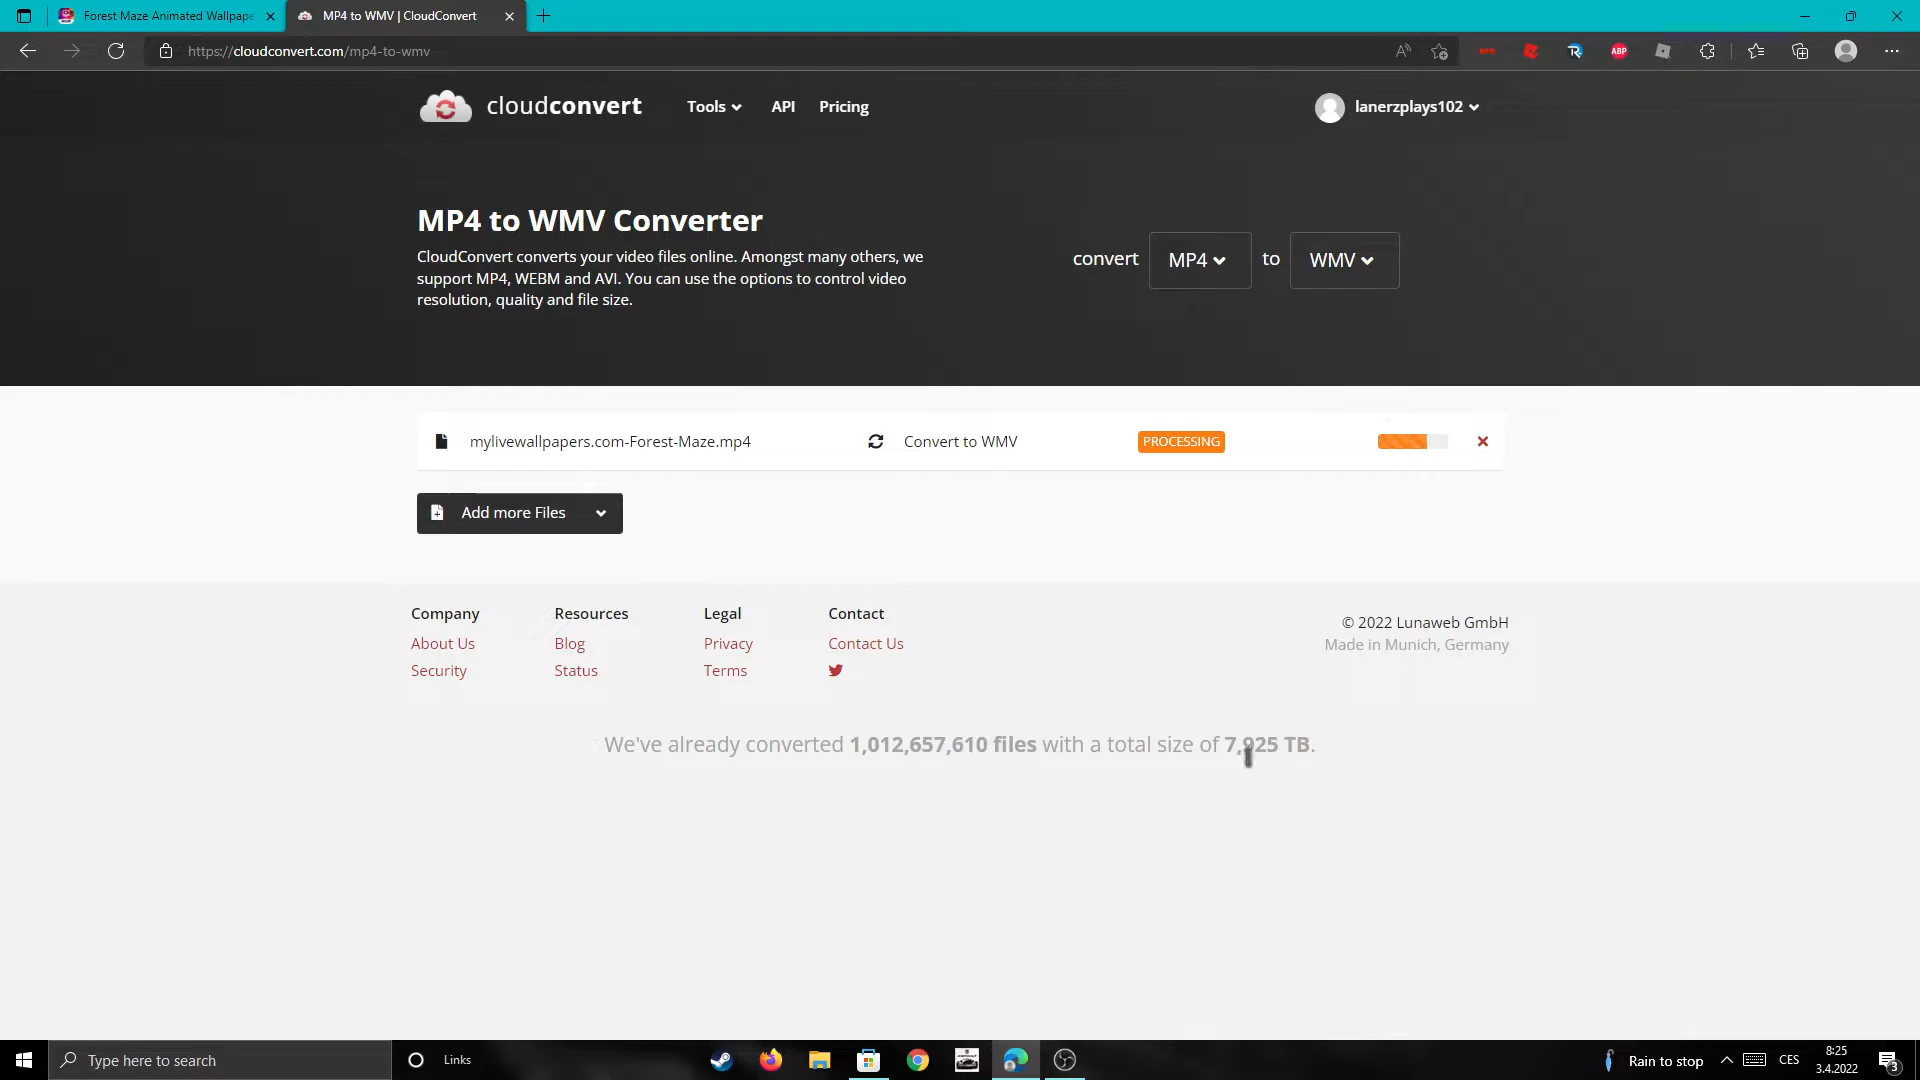 Forest Maze Animated Wallpape
MP4 to WMV | CloudConvert
https://cloudconvert.com/mp4-to-wmv
ABP
cloudconvert
Tools
API
Pricing
lanerzplays102
MP4 to WMV Converter
CloudConvert converts your video files online. Amongst many others, we
support MP4, WEBM and AVI. You can use the options to control video
resolution, quality and file size.
convert MP4 to WMV
mylivewallpapers.com-Forest-Maze.mp4
Convert to WMV
PROCESSING
Add more Files
Company
About Us
Security
Resources
Blog
Status
Legal
Privacy
Terms
Contact
Contact Us
© 2022 Lunaweb GmbH
Made in Munich, Germany
We've already converted 1,012,657,610 files with a total size of 7,925 TB.
Type here to search
Links
Rain to stop
CES
8:25
3.4.2022
3